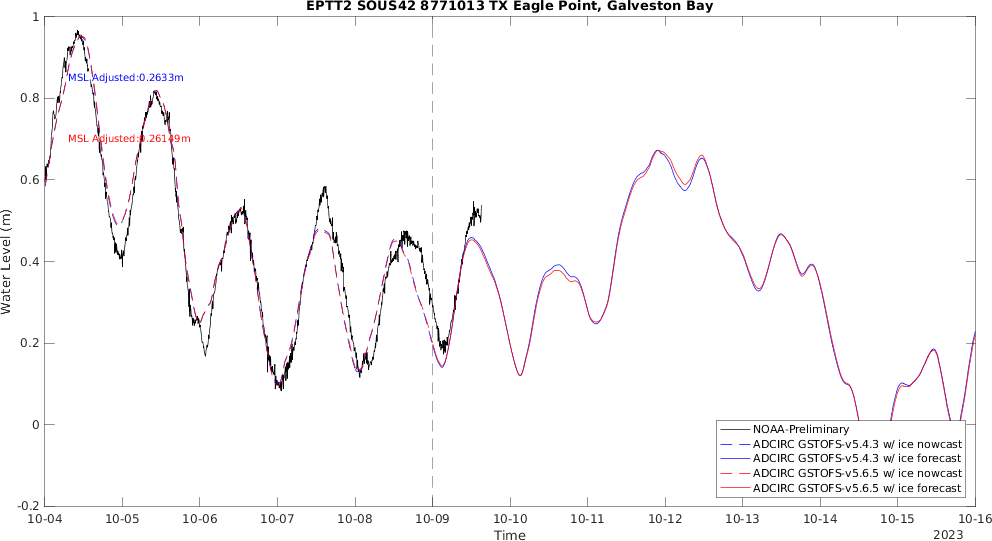 EPTT2 SOUS42 8771013 TX Eagle Point, Galveston Bay
1
0.8
0.6
0.4
0.2
0
-0.2
Water Level (m)
MSL Adjusted:0.2633m
MSL Adjusted:0.26149m
NOAA-Preliminary
ADCIRC GSTOFS-v5.4.3 w/ ice nowcast
ADCIRC GSTOFS-v5.4.3 w/ ice forecast
ADCIRC GSTOFS-v5.6.5 w/ ice nowcast
ADCIRC GSTOFS-v5.6.5 w/ ice forecast
10-04 10-05 10-06 10-07 10-08 10-09 10-10 10-11 10-12 10-13 10-14 10-15 10-16
Time
2023